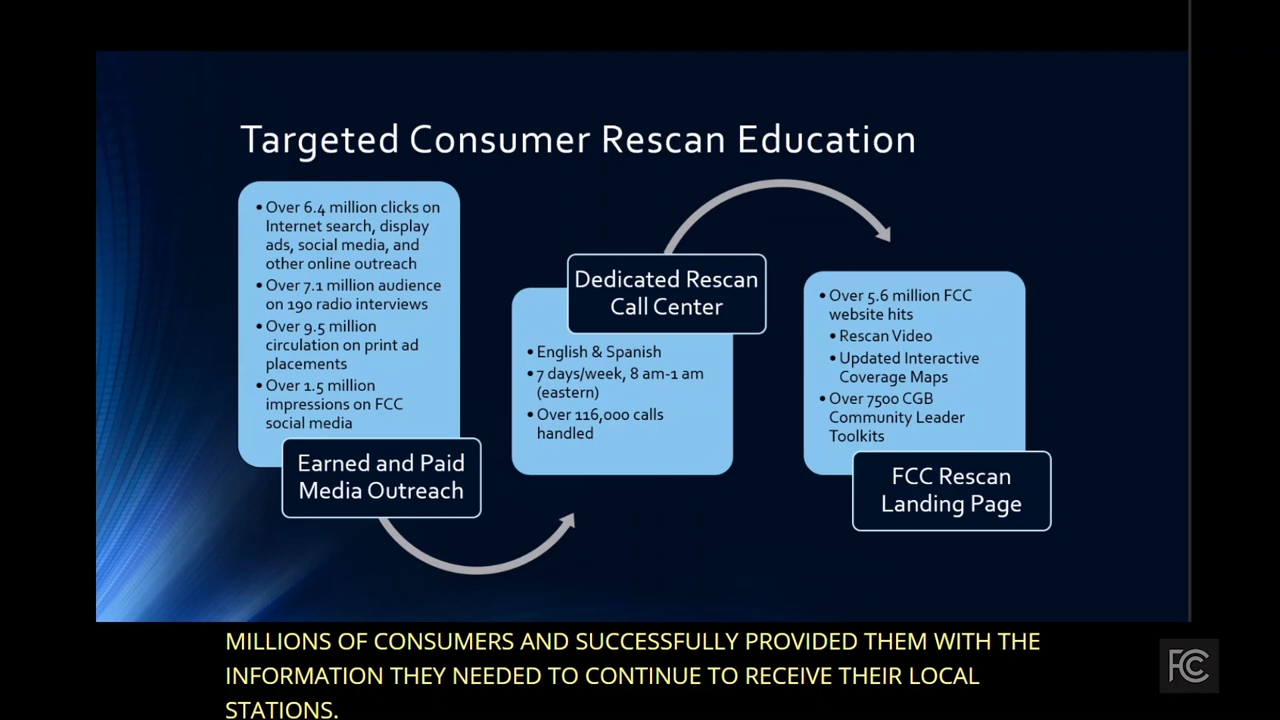 Targeted Consumer Rescan Education
• Over 6.4 million clicks on
Internet search, display
ads, social media, and
other online outreach
• Over 7.1 million audience
on 190 radio interviews
• Over 9.5 million
circulation on print ad
placements
• Over 1.5 million
impressions on FCC
social media
Earned and Paid
Media Outreach
Dedicated Rescan
Call Center
• English & Spanish
• 7 days/week, 8 am-1 am
(eastern)
• Over 116,000 calls
handled
• Over 5.6 million FCC
website hits
• Rescan Video
• Updated Interactive
Coverage Maps
• Over 7500 CGB
Community Leader
Toolkits
FCC Rescan
Landing Page
MILLIONS OF CONSUMERS AND SUCCESSFULLY PROVIDED THEM WITH THE
INFORMATION THEY NEEDED TO CONTINUE TO RECEIVE THEIR LOCAL
STATIONS.
FCC